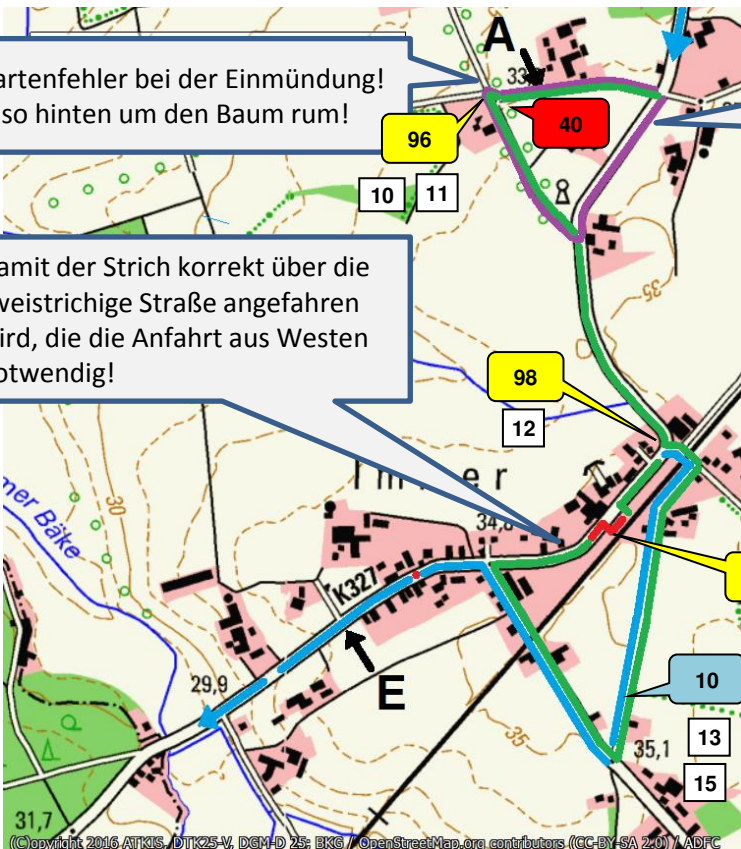 A
artenfehler bei der Einmündung!
so hinten um den Baum rum!
33,
40
96
10 11
35
amit der Strich korrekt über die
weistrichige Straße angefahren
ird, die die Anfahrt aus Westen
otwendig!
98
12
30
mer Bäke
34,
K327
E
29,9
10
35
35,1
13
15
31,7
(C)opyright 2016 ATKIS, DTK25-V, DGM-D 25: BKG / OpenStreetMap.org contributors (CC-BY-SA 2.0) / ADFC